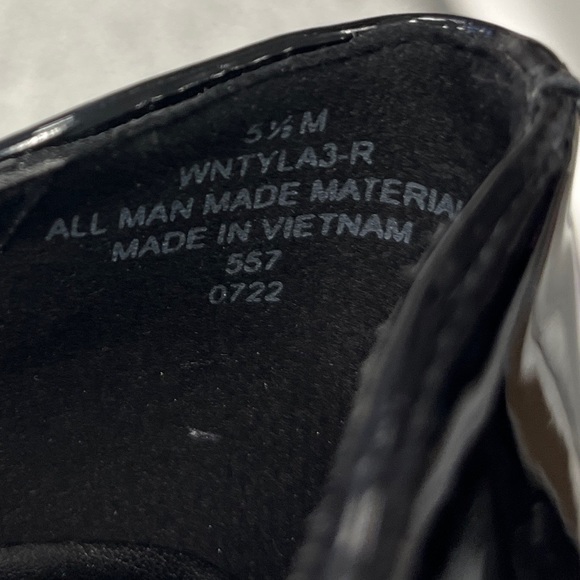 5½ M
WNTYLA3-R
ALL MAN MADE MATERIAL
MADE IN VIETNAM
557
0722